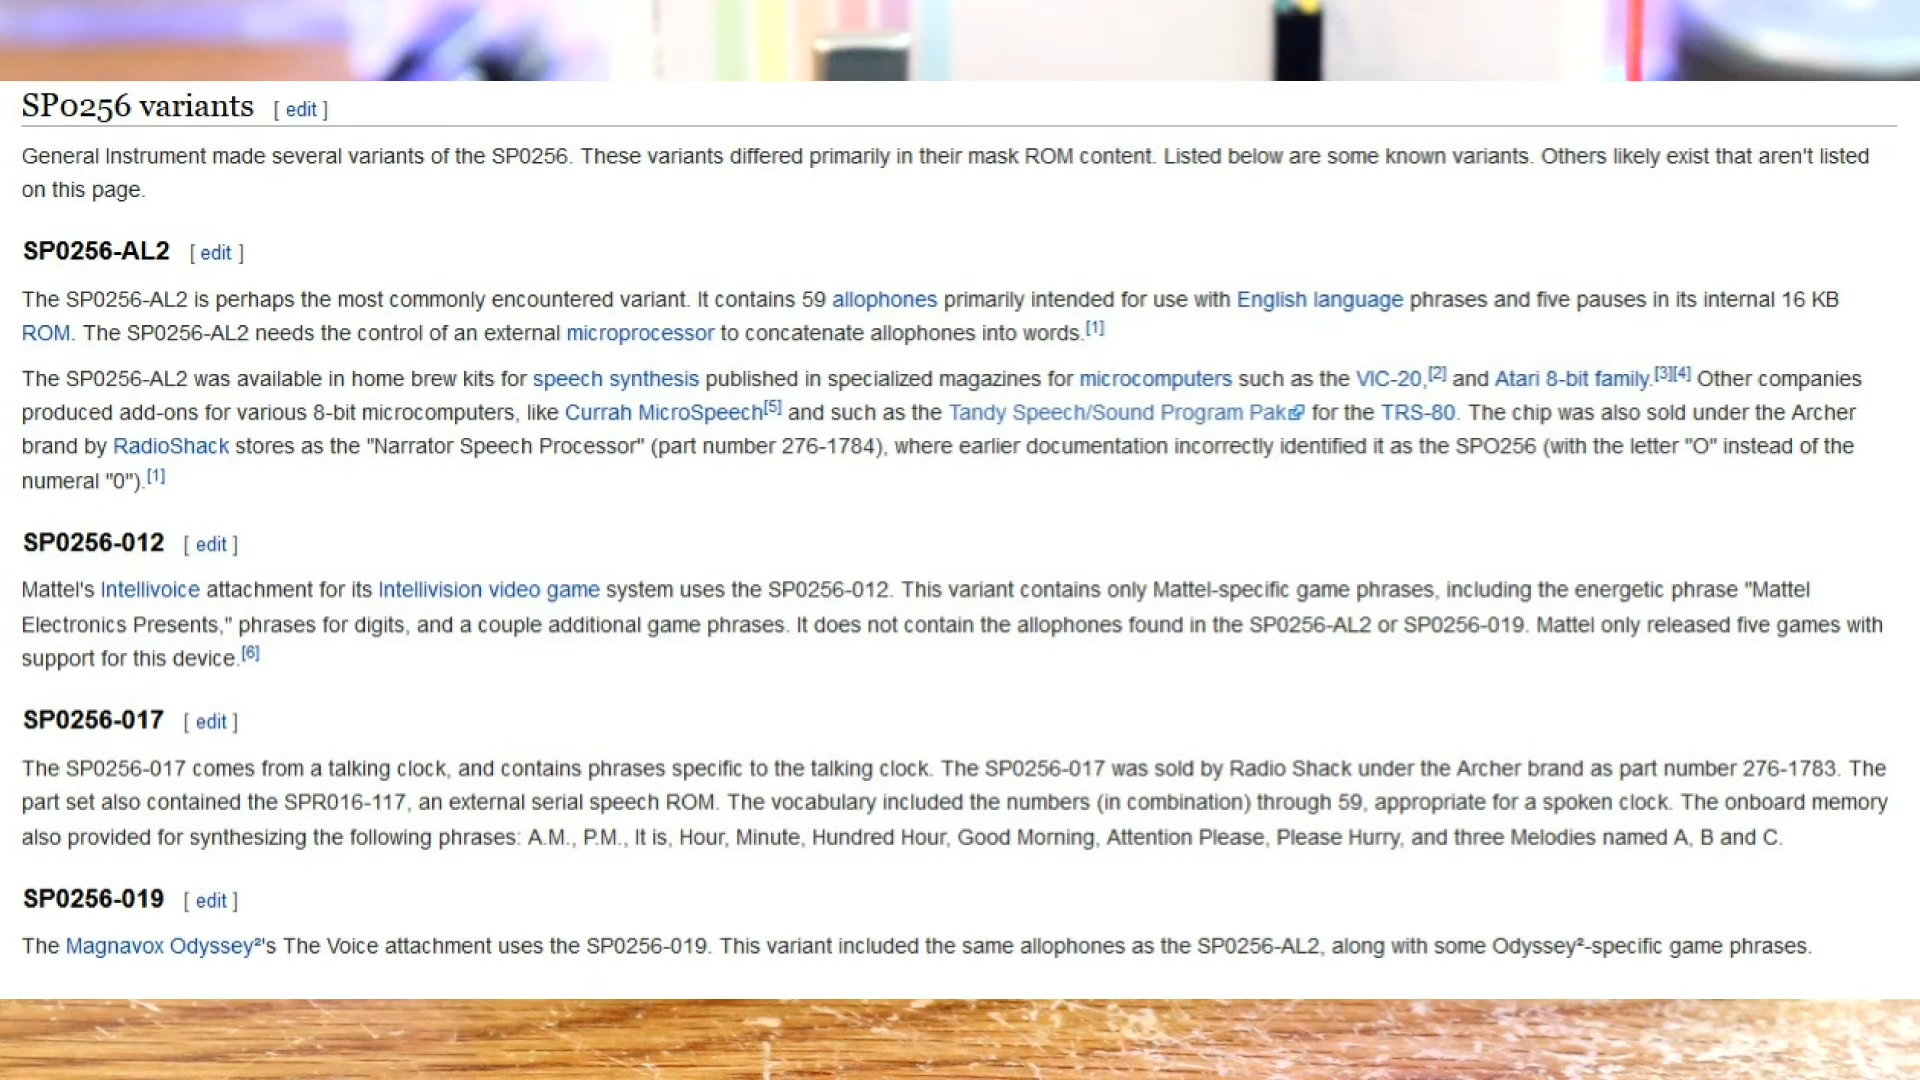 SP0256 variants [ edit ]
General Instrument made several variants of the SP0256. These variants differed primarily in their mask ROM content. Listed below are some known variants. Others likely exist that aren't listed
on this page.
SP0256-AL2 [ edit ]
The SP0256-AL2 is perhaps the most commonly encountered variant. It contains 59 allophones primarily intended for use with English language phrases and five pauses in its internal 16 KB
ROM. The SP0256-AL2 needs the control of an external microprocessor to concatenate allophones into words.[1]
The SP0256-AL2 was available in home brew kits for speech synthesis published in specialized magazines for microcomputers such as the VIC-20,[2] and Atari 8-bit family.[3][4] Other companies
produced add-ons for various 8-bit microcomputers, like Currah MicroSpeech[5] and such as the Tandy Speech/Sound Program Pak for the TRS-80. The chip was also sold under the Archer
brand by RadioShack stores as the "Narrator Speech Processor" (part number 276-1784), where earlier documentation incorrectly identified it as the SPO256 (with the letter "O" instead of the
numeral "0").[1]
SP0256-012 [ edit ]
Mattel's Intellivoice attachment for its Intellivision video game system uses the SP0256-012. This variant contains only Mattel-specific game phrases, including the energetic phrase "Mattel
Electronics Presents," phrases for digits, and a couple additional game phrases. It does not contain the allophones found in the SP0256-AL2 or SP0256-019. Mattel only released five games with
support for this device.[6]
SP0256-017 [ edit ]
The SP0256-017 comes from a talking clock, and contains phrases specific to the talking clock. The SP0256-017 was sold by Radio Shack under the Archer brand as part number 276-1783. The
part set also contained the SPR016-117, an external serial speech ROM. The vocabulary included the numbers (in combination) through 59, appropriate for a spoken clock. The onboard memory
also provided for synthesizing the following phrases: A.M., P.M., It is, Hour, Minute, Hundred Hour, Good Morning, Attention Please, Please Hurry, and three Melodies named A, B and C.
SP0256-019 [ edit ]
The Magnavox Odyssey²'s The Voice attachment uses the SP0256-019. This variant included the same allophones as the SP0256-AL2, along with some Odyssey²-specific game phrases.